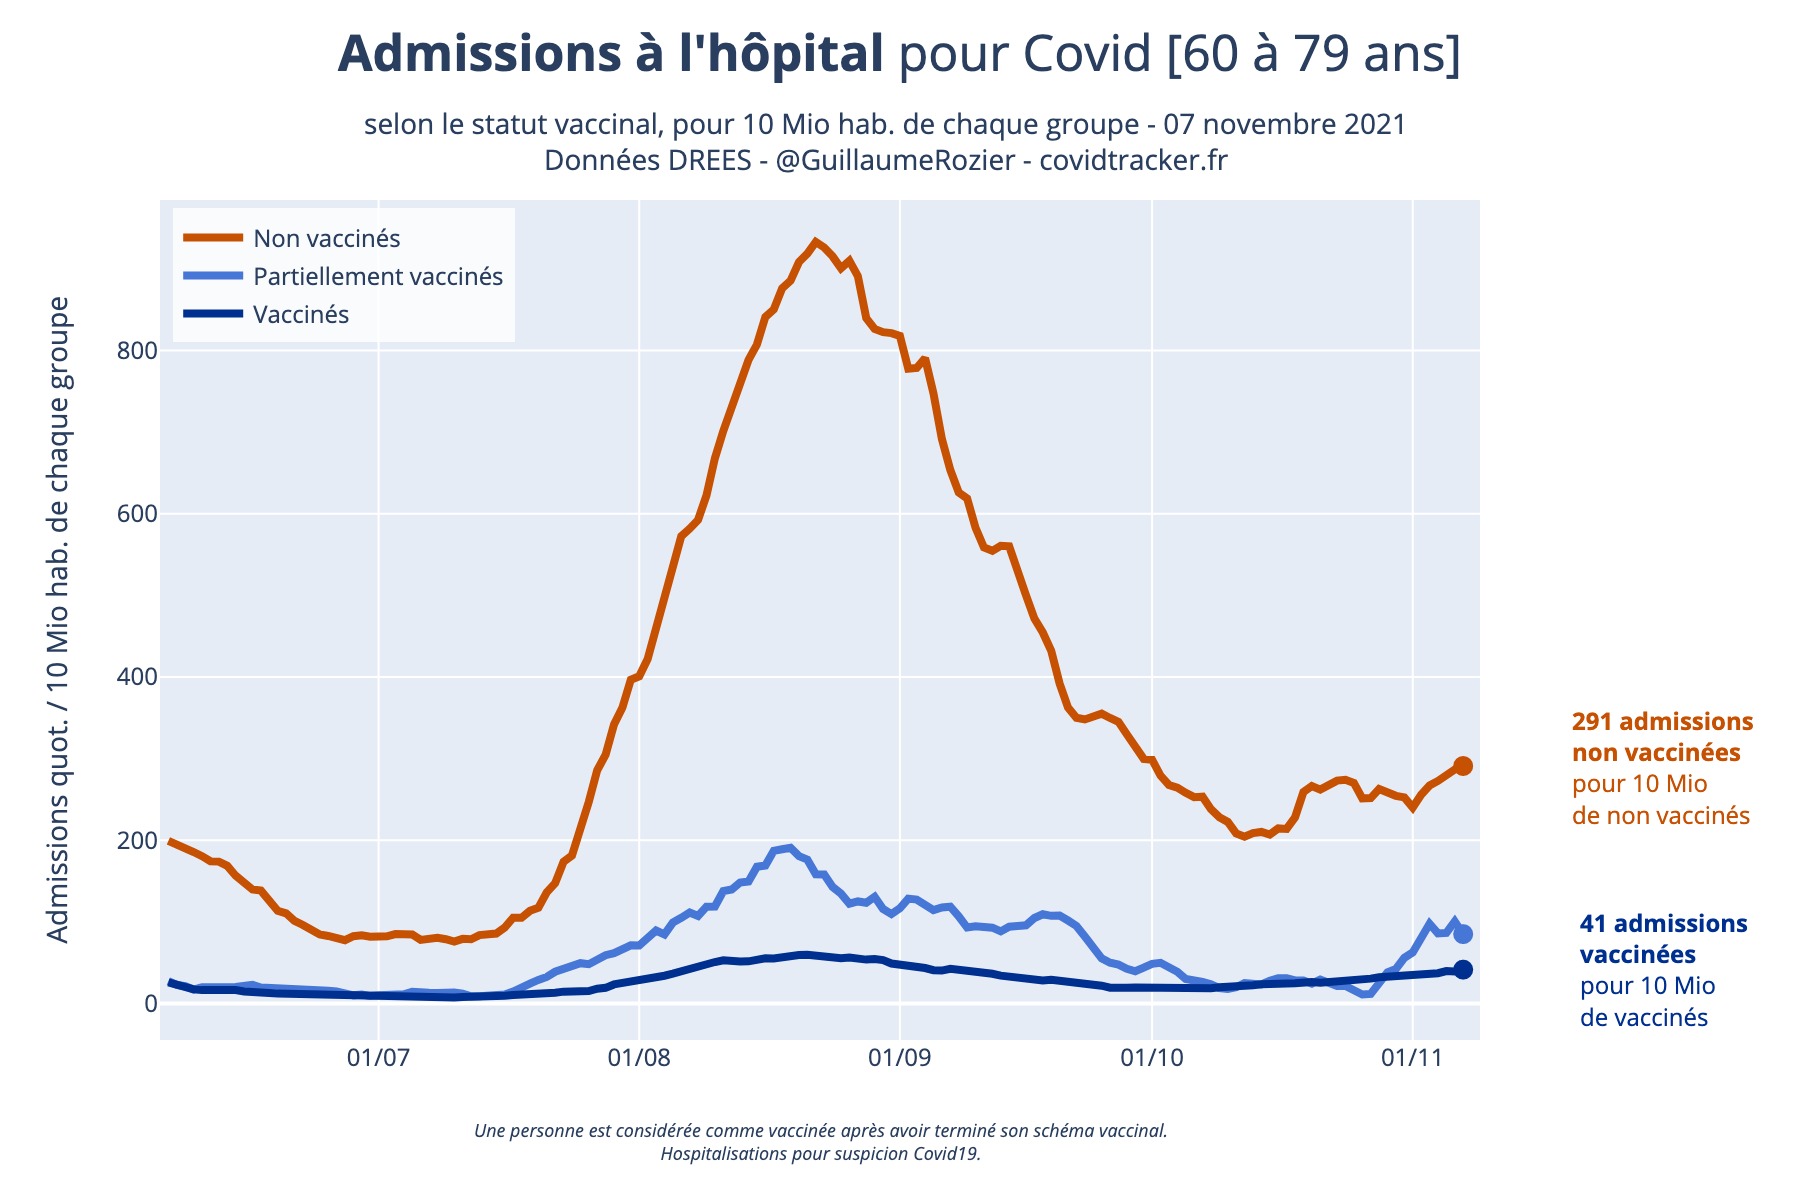 Admissions à l'hôpital pour Covid [60 à 79 ans]
selon le statut vaccinal, pour 10 Mio hab. de chaque groupe - 07 novembre 2021
Données DREES - @GuillaumeRozier - covidtracker.fr
Non vaccinés
Partiellement vaccinés
Vaccinés
Admissions quot. / 10 Mio hab. de chaque groupe
800
600
400
200
0
01/07
01/08
01/09
01/10
01/11
291 admissions
non vaccinées
pour 10 Mio
de non vaccinés
41 admissions
vaccinées
pour 10 Mio
de vaccinés
Une personne est considérée comme vaccinée après avoir terminé son schéma vaccinal.
Hospitalisations pour suspicion Covid19.